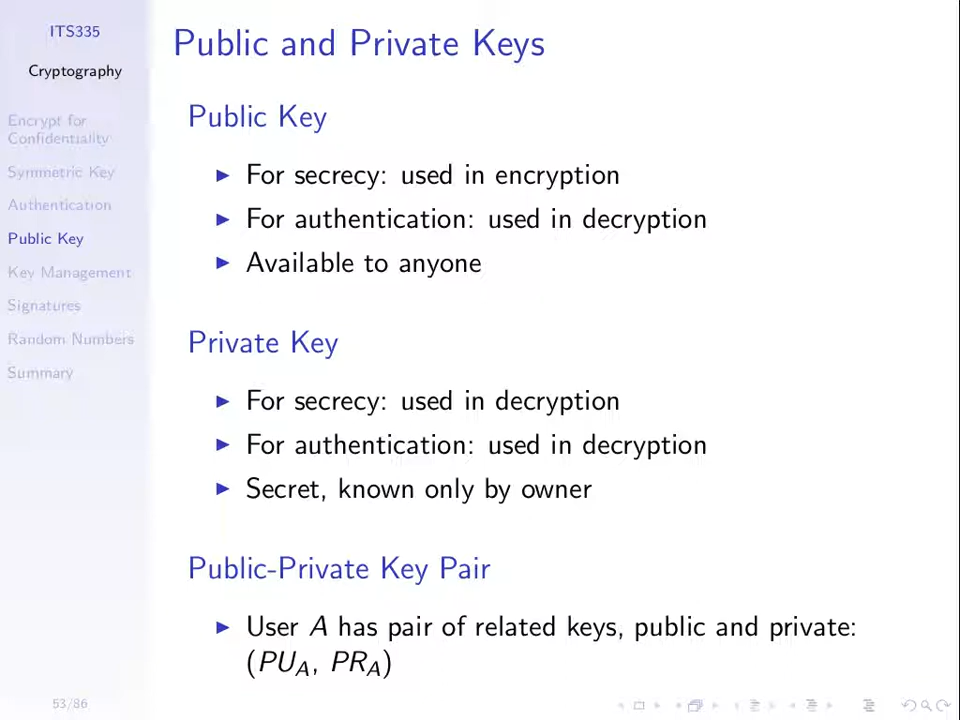 ITS335
Cryptography
Encrypt for
Confidentiality
Symmetric Key
Authentication
Public Key
Key Management
Signatures
Random Numbers
Summary
53/86
Public and Private Keys
Public Key
For secrecy: used in encryption
For authentication: used in decryption
Available to anyone
Private Key
For secrecy: used in decryption
For authentication: used in decryption
Secret, known only by owner
Public-Private Key Pair
User A has pair of related keys, public and private:
(PU_A, PR_A)